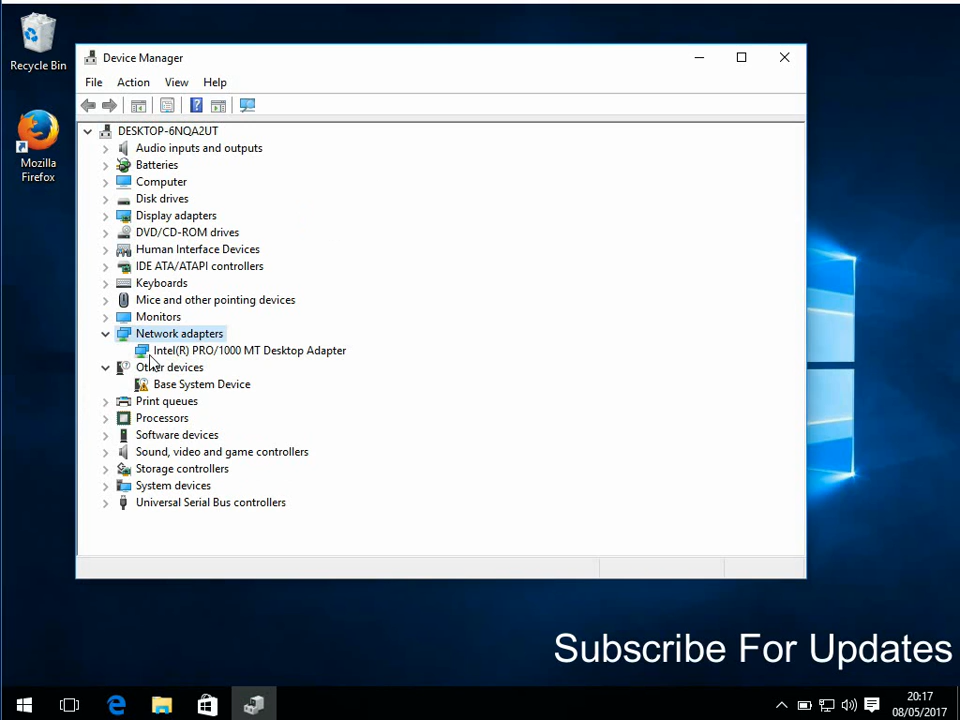 Recycle Bin
Mozilla
Firefox
Device Manager
File Action View Help
DESKTOP-6NQA2UT
Audio inputs and outputs
Batteries
Computer
Disk drives
Display adapters
DVD/CD-ROM drives
Human Interface Devices
IDE ATA/ATAPI controllers
Keyboards
Mice and other pointing devices
Monitors
Network adapters
Intel(R) PRO/1000 MT Desktop Adapter
Other devices
Base System Device
Print queues
Processors
Software devices
Sound, video and game controllers
Storage controllers
System devices
Universal Serial Bus controllers
Subscribe For Updates
20:17
08/05/2017